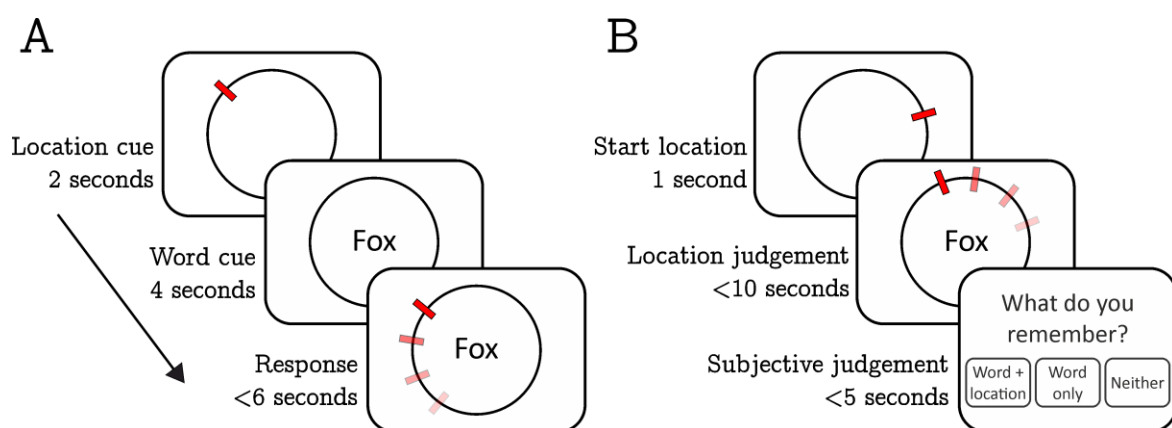 A
Location cue
2 seconds
Fox
Word cue
4 seconds
Fox
Response
<6 seconds
B
Start location
1 second
Fox
Location judgement
<10 seconds
What do you
remember?
Subjective judgement
<5 seconds
Word +
location
Word
only
Neither